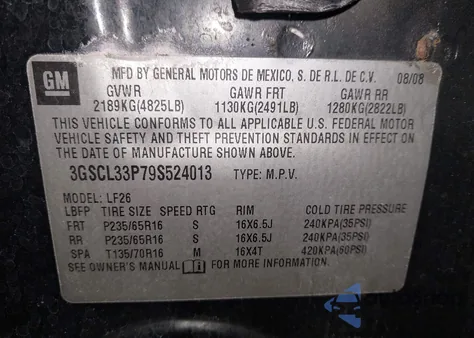 GM
MFD BY GENERAL MOTORS DE MEXICO, S. DE R.L. DE C.V. 08/08
GVWR GAWR FRT GAWR RR
2189KG(4825LB) 1130KG(2491LB) 1280KG(2822LB)
THIS VEHICLE CONFORMS TO ALL APPLICABLE U.S. FEDERAL MOTOR
VEHICLE SAFETY AND THEFT PREVENTION STANDARDS IN EFFECT ON
THE DATE OF MANUFACTURE SHOWN ABOVE.
3GSCL33P79S524013 TYPE: M.P.V.
MODEL: LF26
LBFP TIRE SIZE SPEED RTG RIM COLD TIRE PRESSURE
FRT P235/65R16 S 16X6.5J 240KPA(35PSI)
RR P235/65R16 S 16X6.5J 240KPA(35PSI)
SPA T135/70R16 M 16X4T 420KPA(60PSI)
SEE OWNER'S MANUAL FOR MORE INFORMATION.